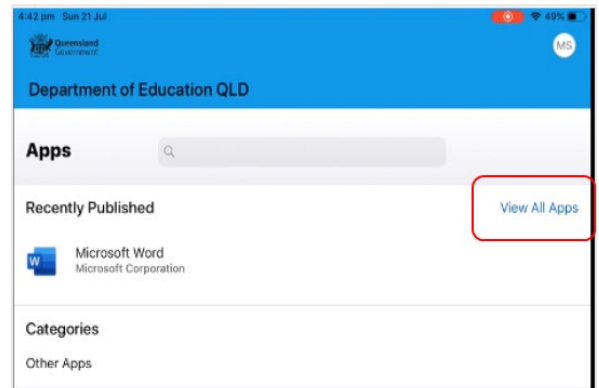 4:42 pm Sun 21 Jul
49%
Queensland
Government
MS
Department of Education QLD
Apps
Recently Published
View All Apps
W
Microsoft Word
Microsoft Corporation
Categories
Other Apps